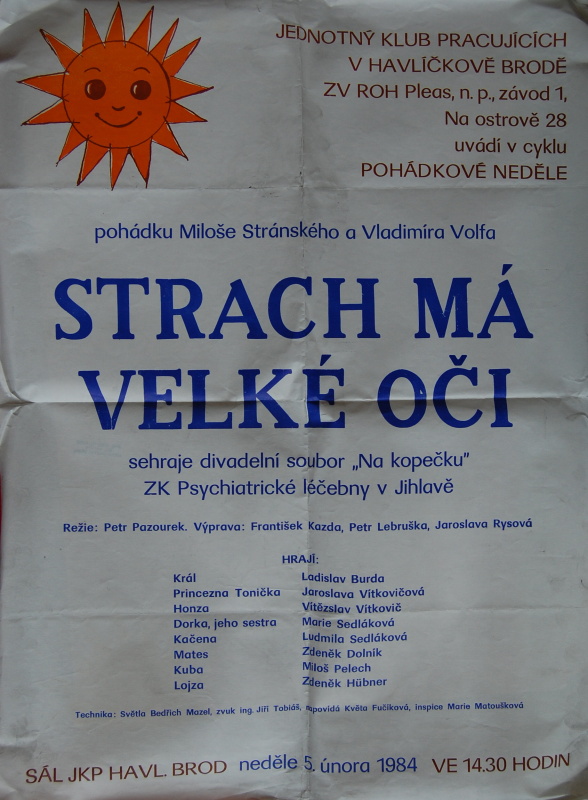 JEDNOTNÝ KLUB PRACUJÍCÍCH
V HAVLÍČKOVĚ BRODĚ
ZV ROH Pleas, n. p., závod 1,
Na ostrově 28
uvádí v cyklu
POHÁDKOVÉ NEDĚLE
pohádku Miloše Stránského a Vladimíra Volfa
STRACH MÁ
VELKÉ OČI
sehraje divadelní soubor „Na kopečku"
ZK Psychiatrické léčebny v Jihlavě
Režie: Petr Pazourek. Výprava: František Kazda, Petr Lebruška, Jaroslava Rysová
HRAJÍ:
Král Ladislav Burda
Princezna Tonička Jaroslava Vítkovičová
Honza Vítězslav Vítkovič
Dorka, jeho sestra Marie Sedláková
Kačena Ludmila Sedláková
Mates Zdeněk Dolník
Kuba Miloš Pelech
Lojza Zdeněk Hübner
Technika: Světla Bedřich Mazel, zvuk ing. Jiří Tobiáš, napovídá Květa Fučíková, inspice Marie Matoušková
SÁL JKP HAVL. BROD neděle 5. února 1984 VE 14.30 HODIN